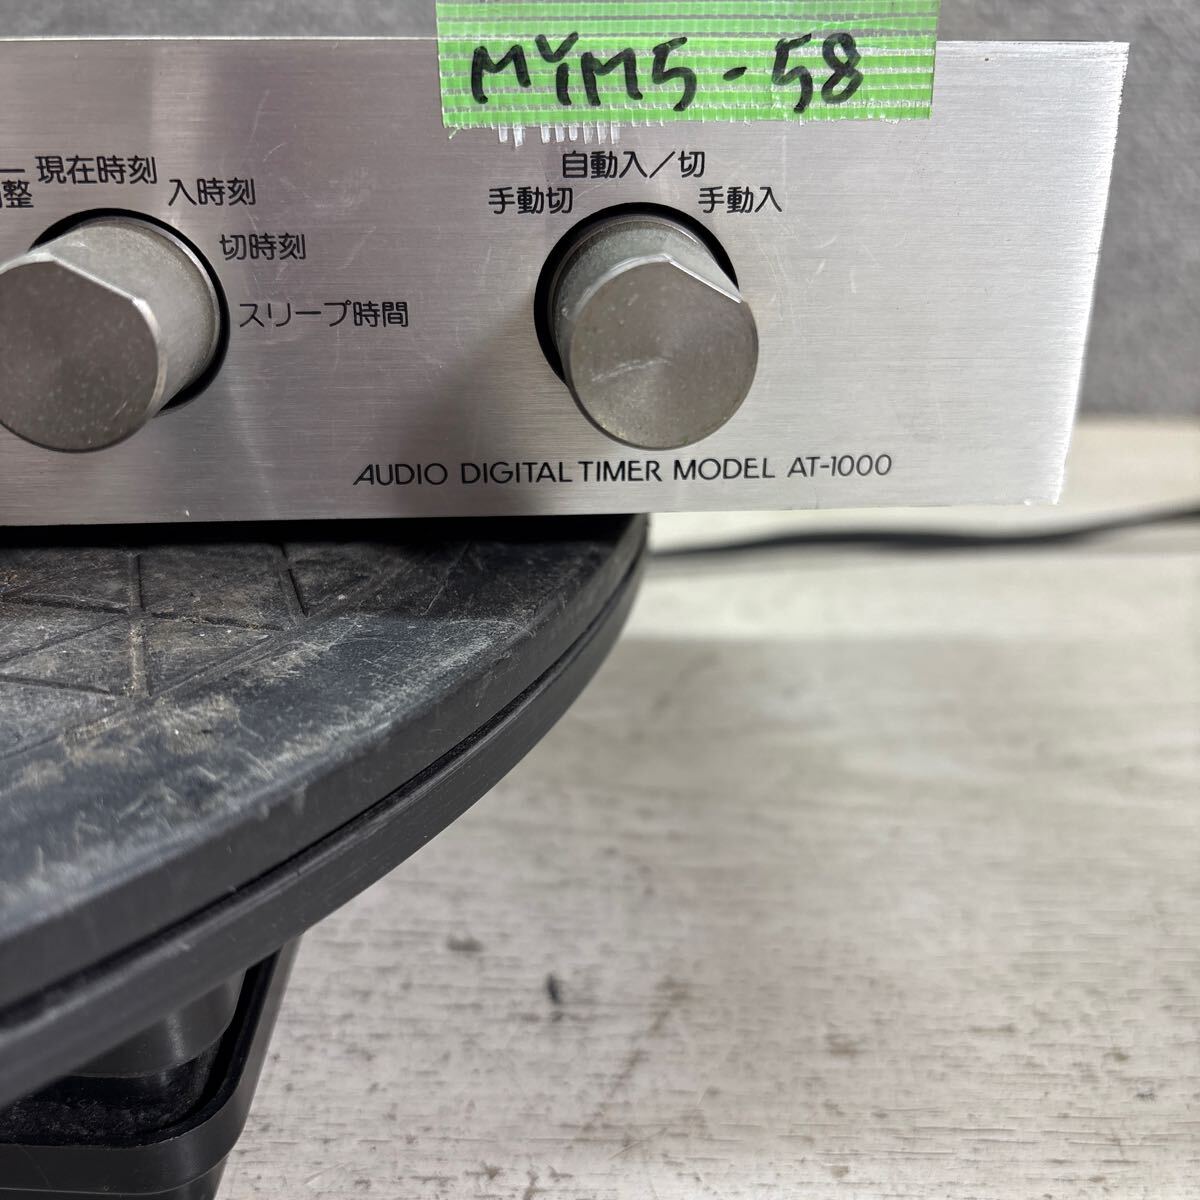 MYM5-58
現在時刻
整
入時刻
切時刻
スリープ時間
自動入／切
手動切
手動入
AUDIO DIGITAL TIMER MODEL AT-1000